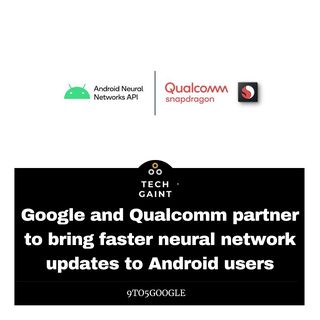 Android Neural
Networks API
Qualcomm
snapdragon
TECH
GAINT
Google and Qualcomm partner
to bring faster neural network
updates to Android users
9TO5GOOGLE